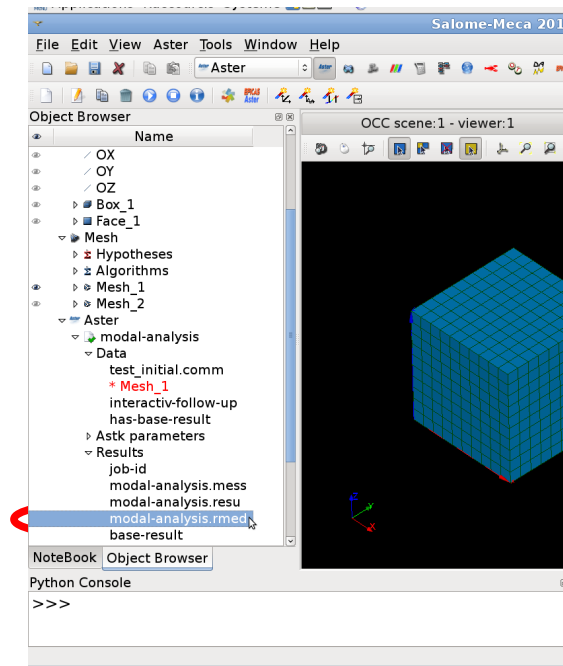 Salome-Meca 201
File Edit View Aster Tools Window Help
Aster
Object Browser
OCC scene:1 - viewer:1
Name
OX
OY
OZ
Box_1
Face_1
Mesh
Hypotheses
Algorithms
Mesh_1
Mesh_2
Aster
modal-analysis
Data
test_initial.comm
* Mesh_1
interactiv-follow-up
has-base-result
Astk parameters
Results
job-id
modal-analysis.mess
modal-analysis.resu
modal-analysis.rmed
base-result
Z
Y
X
NoteBook Object Browser
Python Console
>>>